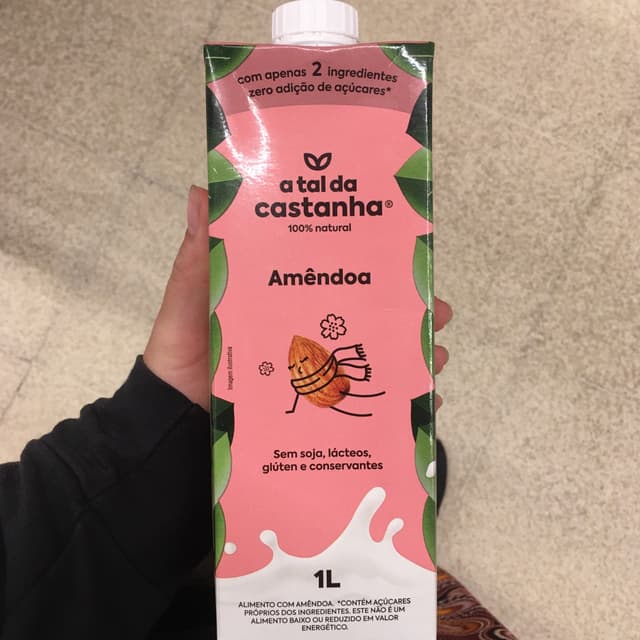 com apenas 2 ingredientes
zero adição de açúcares*
a tal da
castanha®
100% natural
Amêndoa
Imagem ilustrativa
Sem soja, lácteos,
glúten e conservantes
1L
ALIMENTO COM AMÊNDOA. *CONTÉM AÇÚCARES
PRÓPRIOS DOS INGREDIENTES. ESTE NÃO É UM
ALIMENTO BAIXO OU REDUZIDO EM VALOR
ENERGÉTICO.